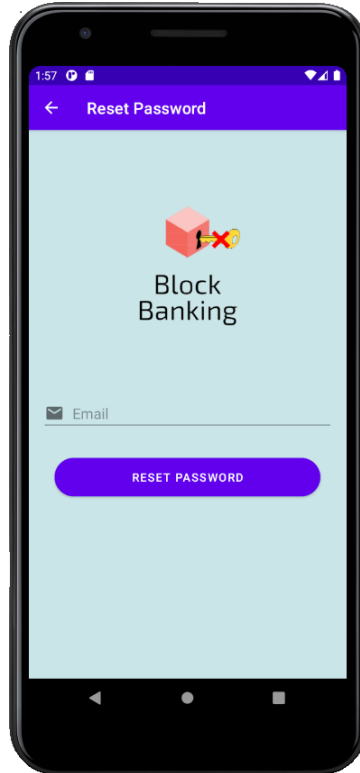 1:57
Reset Password
Block
Banking
Email
RESET PASSWORD